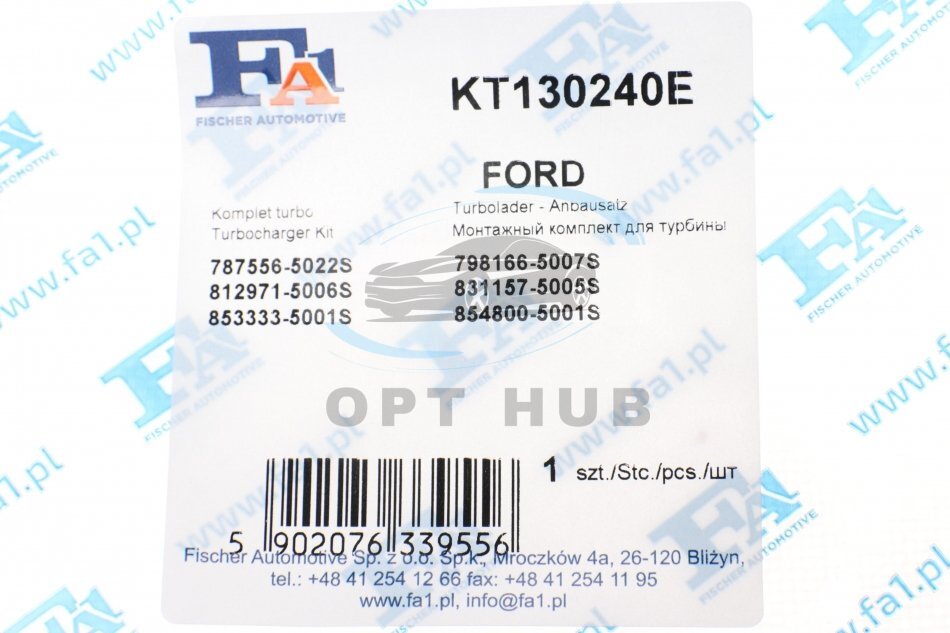 FA1
FISCHER AUTOMOTIVE
KT130240E
FORD
Komplet turbo
Turbocharger Kit
Turbolader - Anbausatz
Монтажный комплект для турбины
787556-5022S
812971-5006S
853333-5001S
798166-5007S
831157-5005S
854800-5001S
OPT HUB
1 szt./Stc./pcs./шт
5 902076 339556
Fischer Automotive Sp. z o.o. Sp.k., Mroczków 4a, 26-120 Bliżyn,
tel.: +48 41 254 12 66 fax: +48 41 254 11 95
www.fa1.pl, info@fa1.pl
www.fa1.pl
FA1
FISCHER AUTOMOTIVE